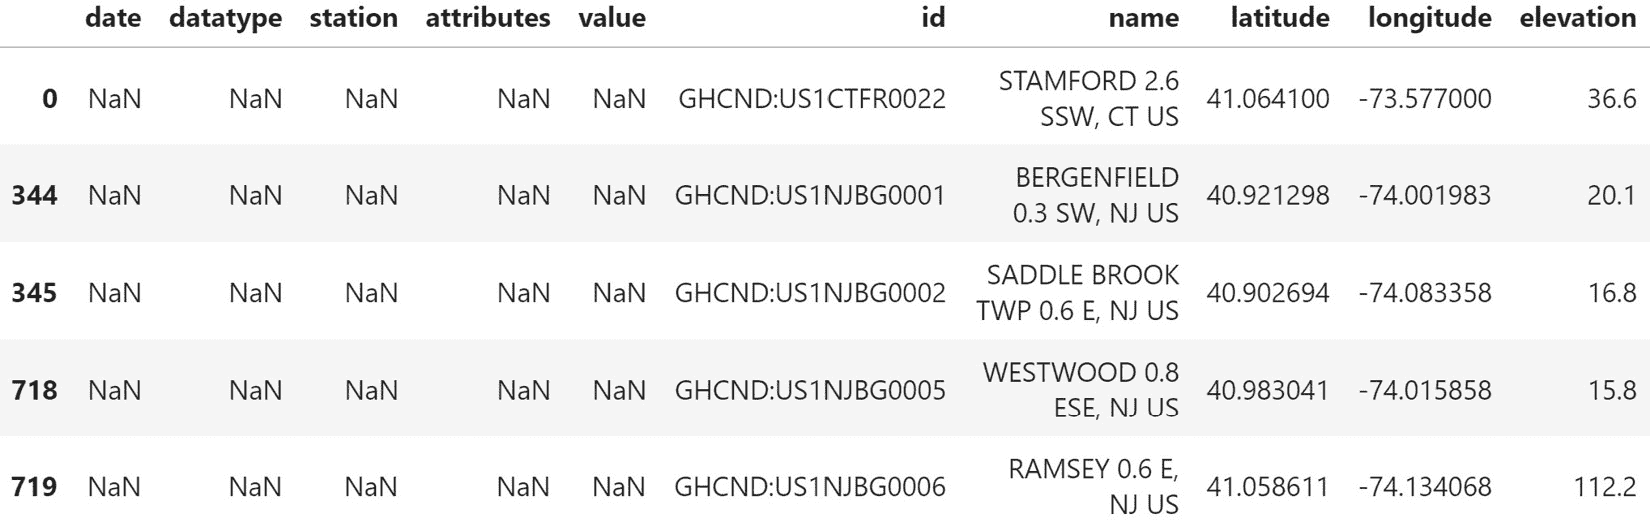 date datatype station attributes value id name latitude longitude elevation
0 NaN NaN NaN NaN NaN GHCND:US1CTFR0022 STAMFORD 2.6 SSW, CT US 41.064100 -73.577000 36.6
344 NaN NaN NaN NaN NaN GHCND:US1NJBG0001 BERGENFIELD 0.3 SW, NJ US 40.921298 -74.001983 20.1
345 NaN NaN NaN NaN NaN GHCND:US1NJBG0002 SADDLE BROOK TWP 0.6 E, NJ US 40.902694 -74.083358 16.8
718 NaN NaN NaN NaN NaN GHCND:US1NJBG0005 WESTWOOD 0.8 ESE, NJ US 40.983041 -74.015858 15.8
719 NaN NaN NaN NaN NaN GHCND:US1NJBG0006 RAMSEY 0.6 E, NJ US 41.058611 -74.134068 112.2